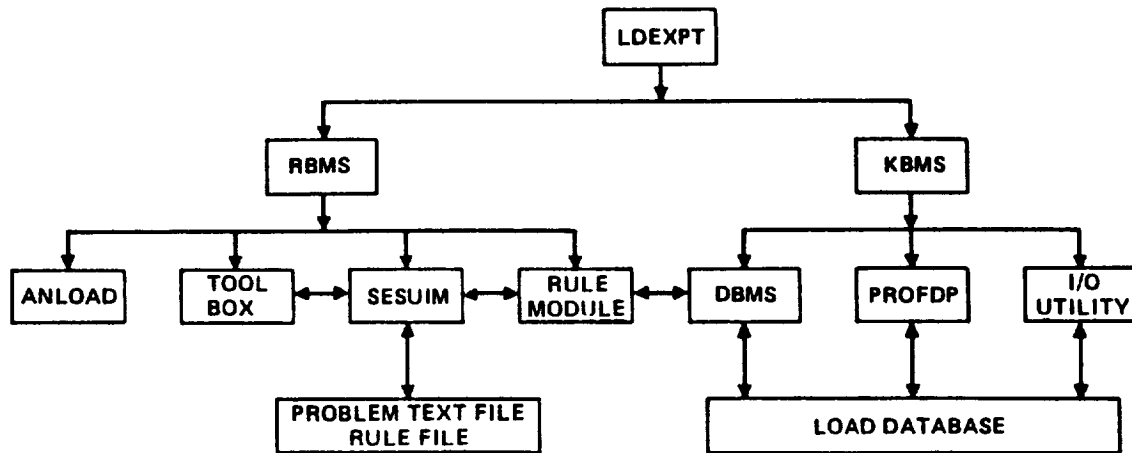 LDEXPT
RBMS
KBMS
ANLOAD
TOOL
BOX
SESUIM
RULE
MODULE
DBMS
PROFDP
I/O
UTILITY
PROBLEM TEXT FILE
RULE FILE
LOAD DATABASE